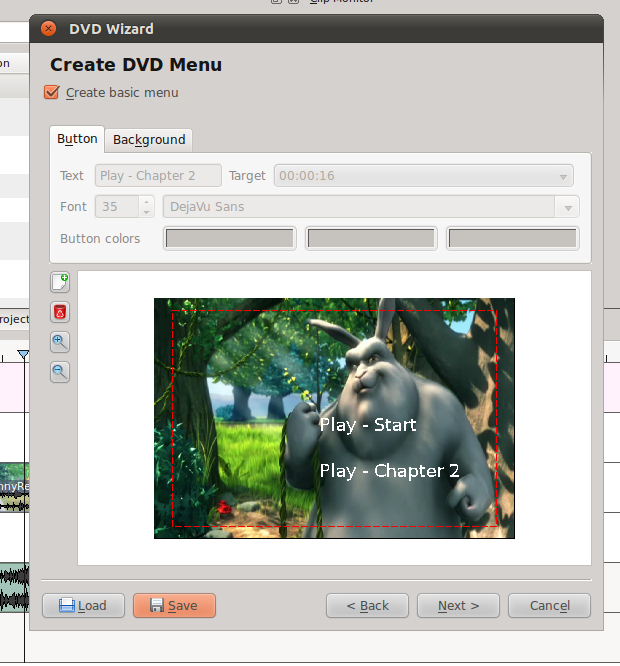 Clip Monitor
DVD Wizard
on
Create DVD Menu
Create basic menu
Button Background
Text Play - Chapter 2 Target 00:00:16
Font 35 DejaVu Sans
Button colors
roject
Play - Start
Play - Chapter 2
nnyRe
Load Save < Back Next > Cancel